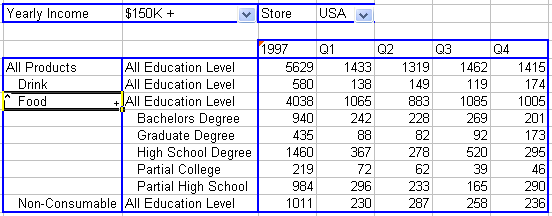 Yearly Income $150K + Store USA
1997 Q1 Q2 Q3 Q4
All Products All Education Level 5629 1433 1319 1462 1415
Drink All Education Level 580 138 149 119 174
^ Food + All Education Level 4038 1065 883 1085 1005
Bachelors Degree 940 242 228 269 201
Graduate Degree 435 88 82 92 173
High School Degree 1460 367 278 520 295
Partial College 219 72 62 39 46
Partial High School 984 296 233 165 290
Non-Consumable All Education Level 1011 230 287 258 236